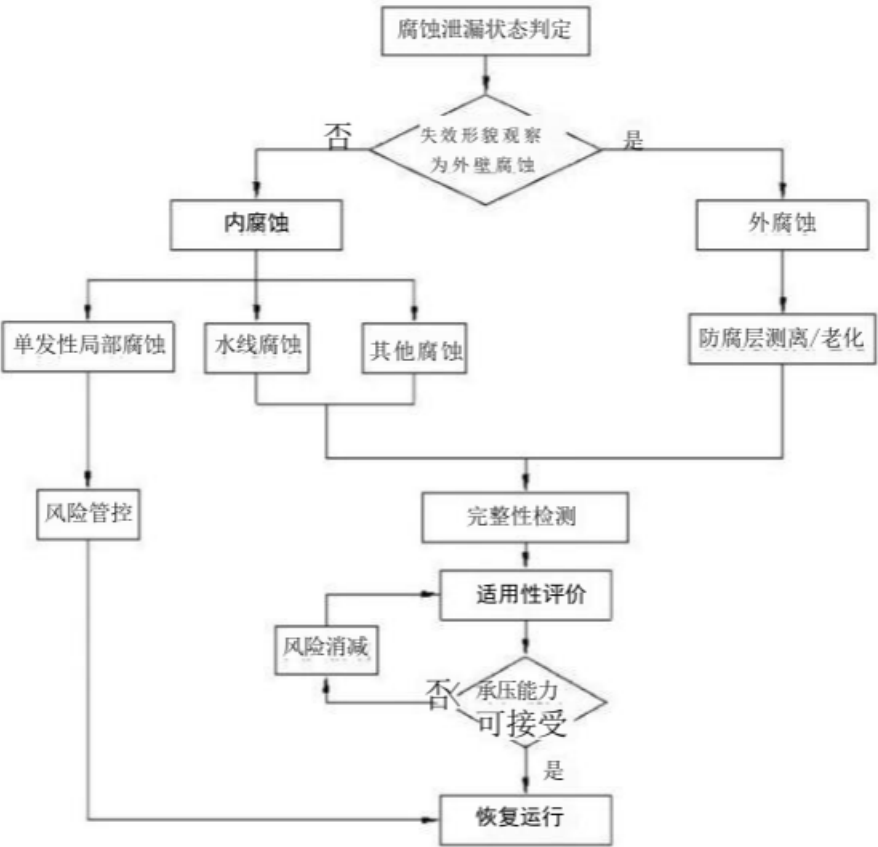 腐蚀泄漏状态判定
否
失效形貌观察
为外壁腐蚀
是
内腐蚀
外腐蚀
单发性局部腐蚀
水线腐蚀
其他腐蚀
防腐层测离/老化
风险管控
完整性检测
适用性评价
风险消减
否
承压能力
可接受
是
恢复运行